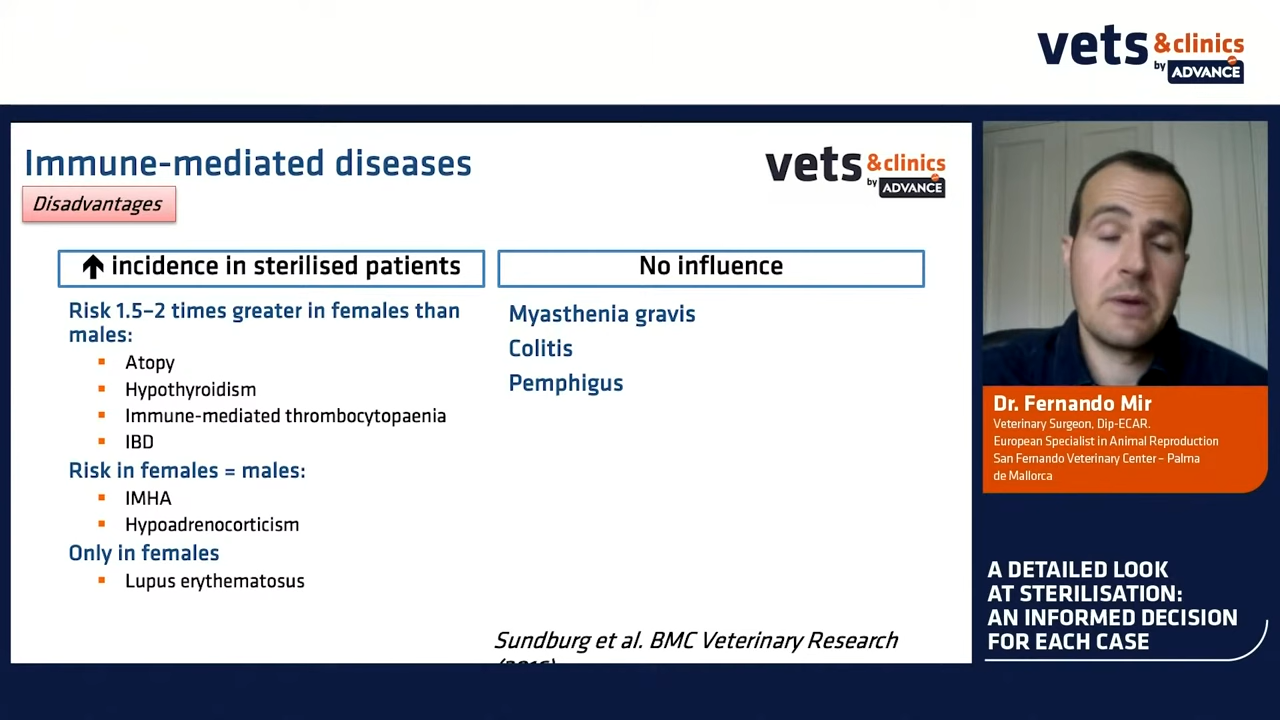 vets &clinics
by ADVANCE
Immune-mediated diseases
Disadvantages
vets &clinics
by ADVANCE
incidence in sterilised patients
Risk 1.5–2 times greater in females than
males:
Atopy
Hypothyroidism
Immune-mediated thrombocytopaenia
IBD
Risk in females = males:
IMHA
Hypoadrenocorticism
Only in females
Lupus erythematosus
No influence
Myasthenia gravis
Colitis
Pemphigus
Sundburg et al. BMC Veterinary Research
Dr. Fernando Mir
Veterinary Surgeon, Dip-ECAR.
European Specialist in Animal Reproduction
San Fernando Veterinary Center – Palma
de Mallorca
A DETAILED LOOK
AT STERILISATION:
AN INFORMED DECISION
FOR EACH CASE